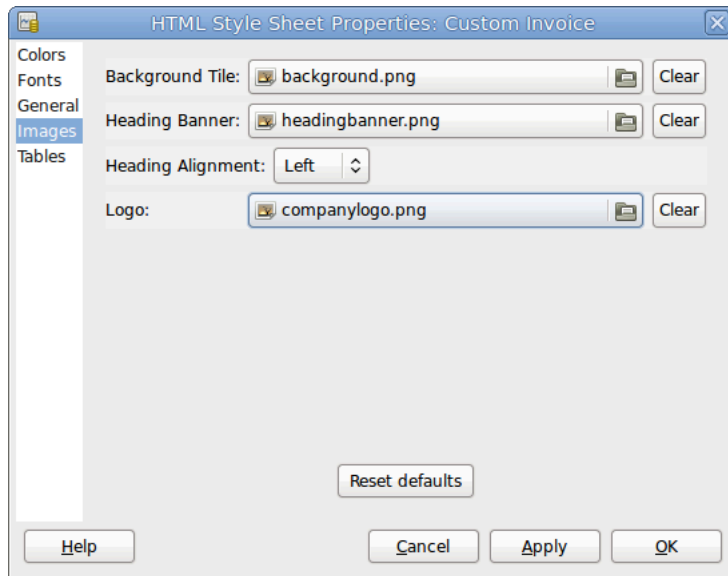 HTML Style Sheet Properties: Custom Invoice
Colors
Fonts
General
Images
Tables
Background Tile: background.png Clear
Heading Banner: headingbanner.png Clear
Heading Alignment: Left
Logo: companylogo.png Clear
Reset defaults
Help Cancel Apply OK